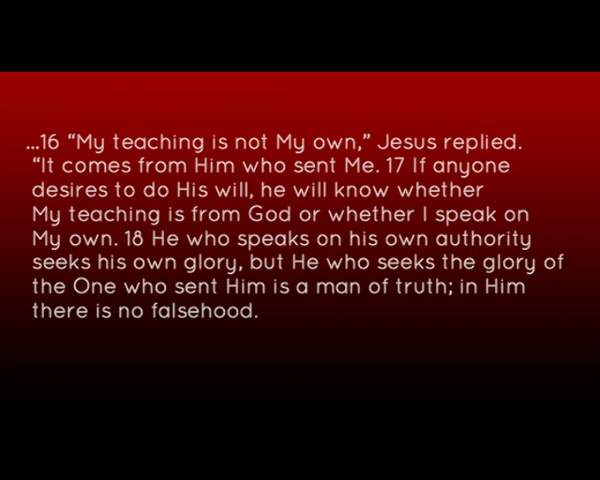 ...16 “My teaching is not My own,” Jesus replied.
“It comes from Him who sent Me. 17 If anyone
desires to do His will, he will know whether
My teaching is from God or whether I speak on
My own. 18 He who speaks on his own authority
seeks his own glory, but He who seeks the glory of
the One who sent Him is a man of truth; in Him
there is no falsehood.